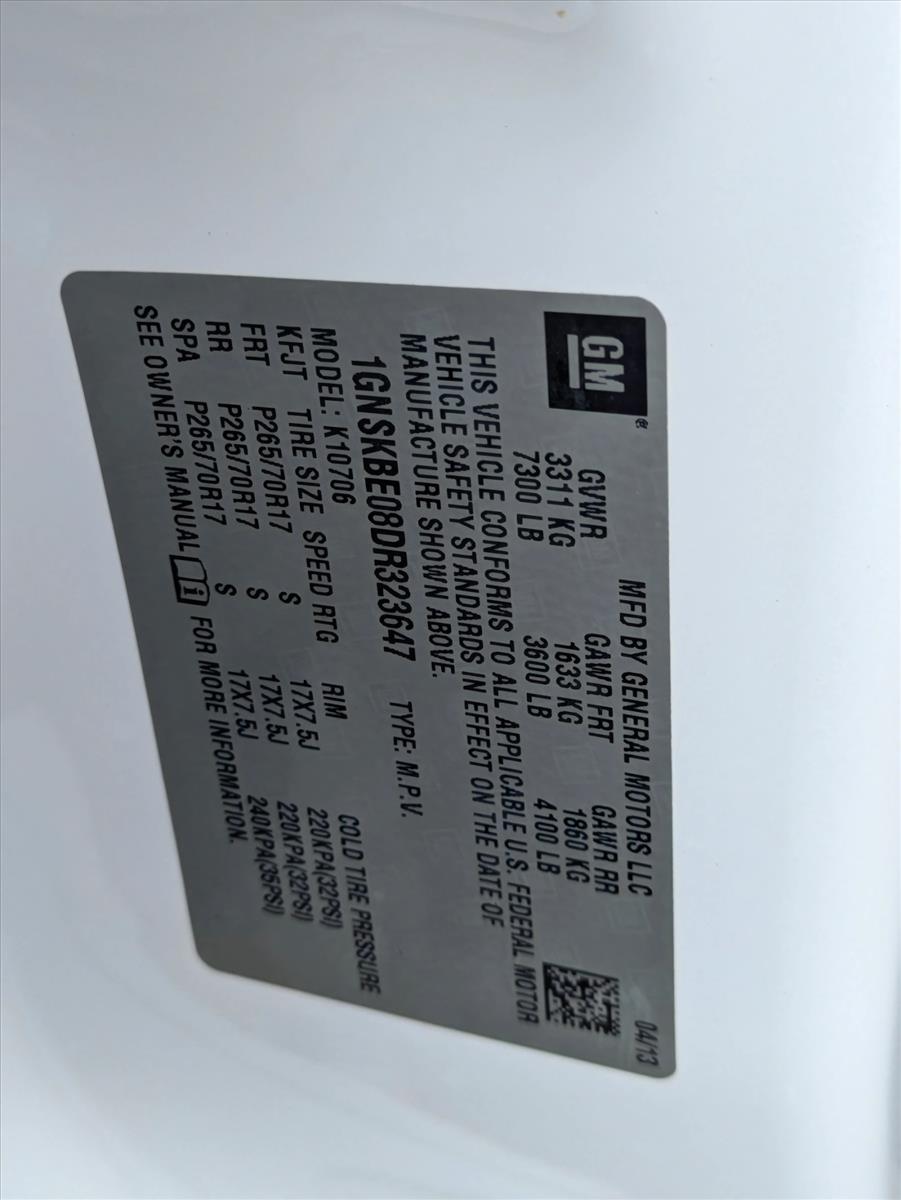 MFD BY GENERAL MOTORS LLC 04/13
GM
GVWR GAWR FRT GAWR RR
3311 KG 1633 KG 1860 KG
7300 LB 3600 LB 4100 LB
THIS VEHICLE CONFORMS TO ALL APPLICABLE U.S. FEDERAL MOTOR
VEHICLE SAFETY STANDARDS IN EFFECT ON THE DATE OF
MANUFACTURE SHOWN ABOVE.
1GNSKBE08DR323647 TYPE: M.P.V.
MODEL: K10706
KFJT TIRE SIZE SPEED RTG RIM COLD TIRE PRESSURE
FRT P265/70R17 S 17X7.5J 220KPA(32PSI)
RR P265/70R17 S 17X7.5J 220KPA(32PSI)
SPA P265/70R17 S 17X7.5J 240KPA(35PSI)
SEE OWNER'S MANUAL FOR MORE INFORMATION.